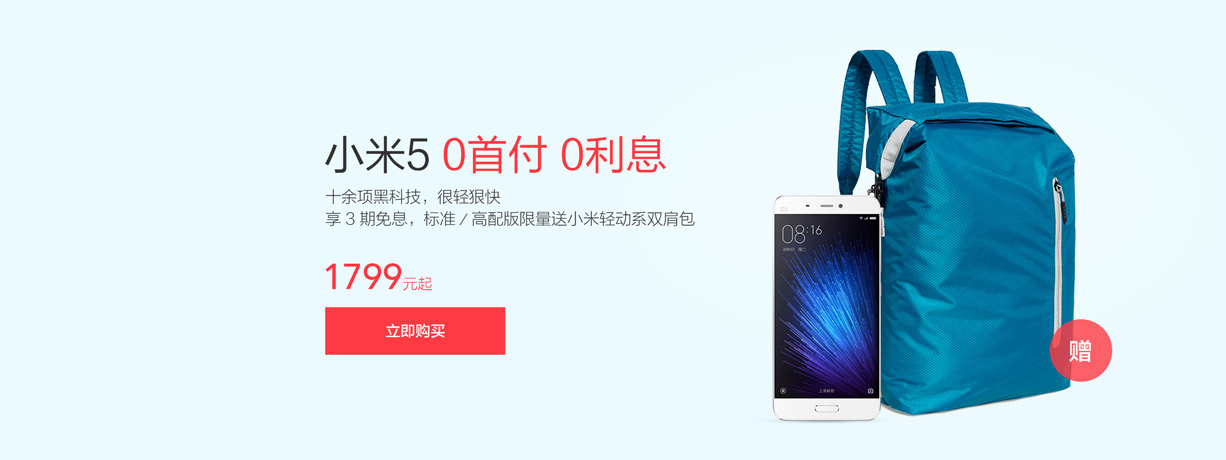 小米5 0首付 0利息
十余项黑科技，很轻狠快
享 3 期免息，标准 / 高配版限量送小米轻动系双肩包
1799元起
立即购买
08:16
赠